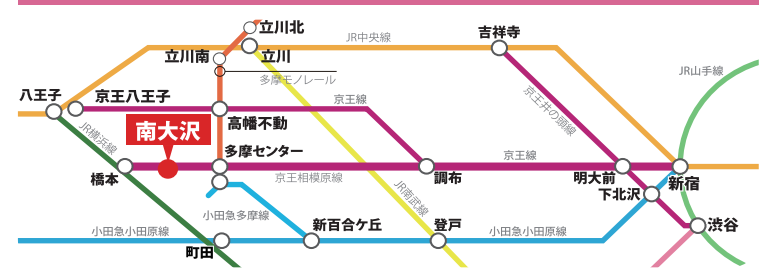 立川北
吉祥寺
JR中央線
立川南
立川
JR山手線
多摩モノレール
八王子
京王八王子
京王線
京王井の頭線
JR横浜線
南大沢
高幡不動
多摩センター
京王線
橋本
京王相模原線
調布
明大前
新宿
JR南武線
下北沢
小田急多摩線
新百合ケ丘
登戸
渋谷
小田急小田原線
小田急小田原線
町田